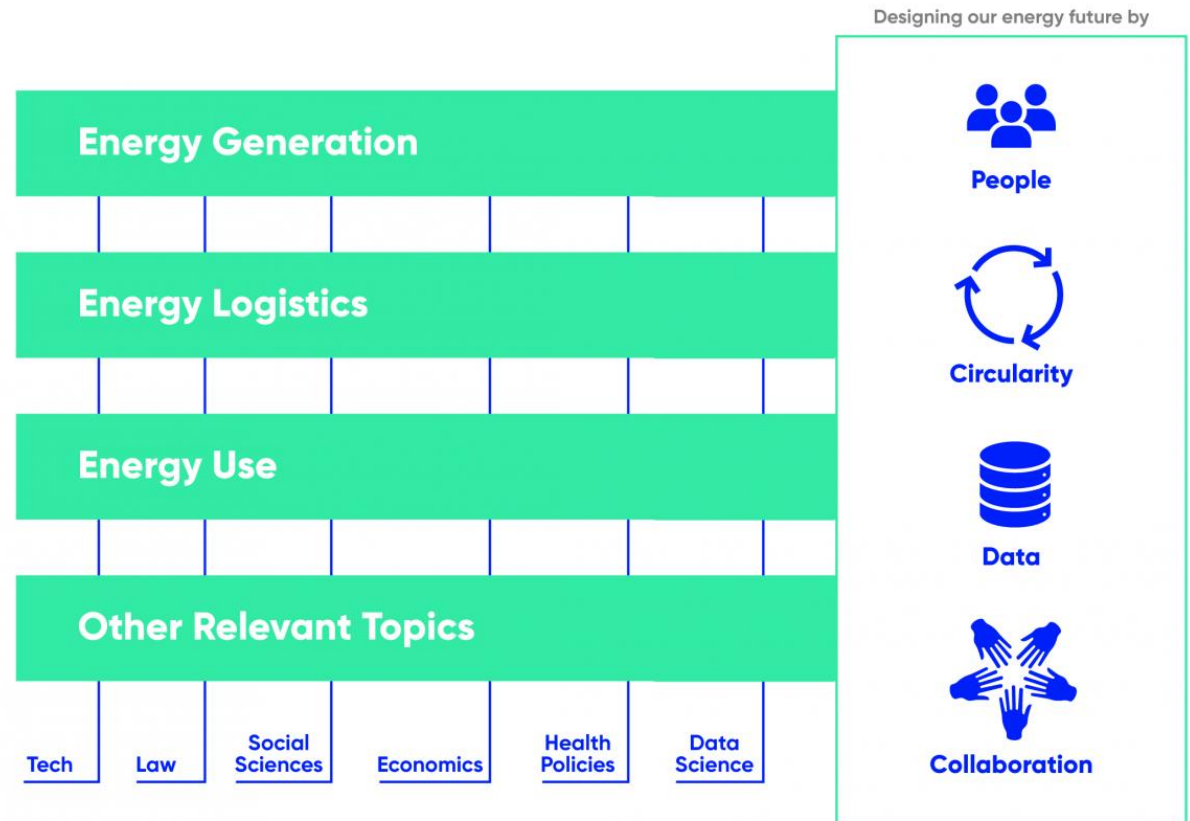 Designing our energy future by
Energy Generation
People
Energy Logistics
Circularity
Energy Use
Data
Other Relevant Topics
Collaboration
Tech
Law
Social
Sciences
Economics
Health
Policies
Data
Science